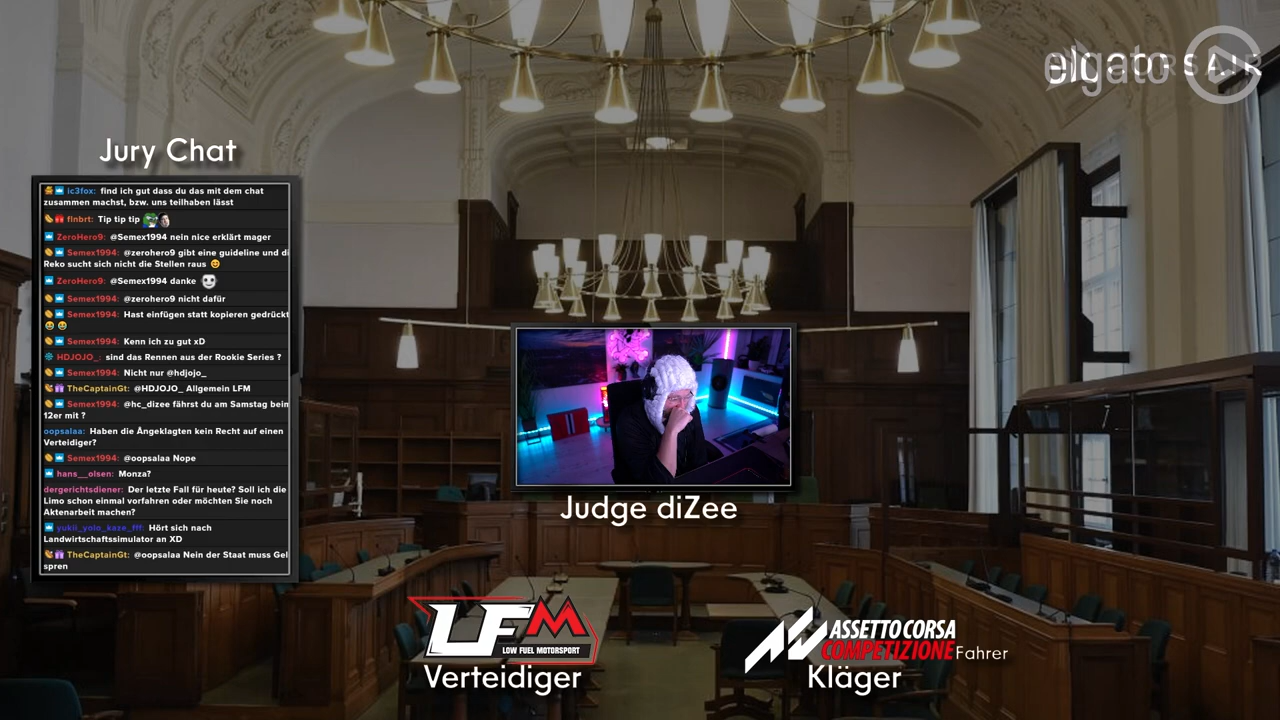 elgato
CORSAIR
Jury Chat
ic3fox: find ich gut dass du das mit dem chat
zusammen machst, bzw. uns teilhaben lässt
flnbrt: Tip tip tip
ZeroHero9: @Semex1994 nein nice erklärt mager
Semex1994: @zerohero9 gibt eine guideline und di
Reko sucht sich nicht die Stellen raus
ZeroHero9: @Semex1994 danke
Semex1994: @zerohero9 nicht dafür
Semex1994: Hast einfügen statt kopieren gedrückt
Semex1994: Kenn ich zu gut xD
HDJOJO_: sind das Rennen aus der Rookie Series ?
Semex1994: Nicht nur @hdjojo_
TheCaptainGt: @HDJOJO_ Allgemein LFM
Semex1994: @hc_dizee fährst du am Samstag beim
12er mit ?
oopsalaa: Haben die Angeklagten kein Recht auf einen
Verteidiger?
Semex1994: @oopsalaa Nope
hans__olsen: Monza?
dergerichtsdiener: Der letzte Fall für heute? Soll ich die
Limo schon einmal vorfahren oder möchten Sie noch
Aktenarbeit machen?
yukii_yolo_kaze_fff: Hört sich nach
Landwirtschaftssimulator an XD
TheCaptainGt: @oopsalaa Nein der Staat muss Gel
spren
Judge diZee
LFM
LOW FUEL MOTORSPORT
Verteidiger
ASSETTO CORSA
COMPETIZIONE Fahrer
Kläger